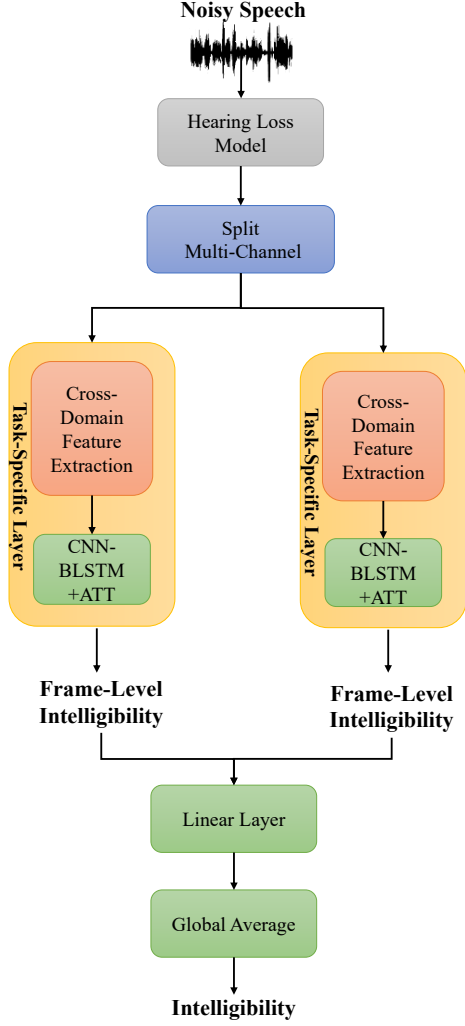 Noisy Speech
Hearing Loss
Model
Split
Multi-Channel
Task-Specific Layer
Cross-
Domain
Feature
Extraction
CNN-
BLSTM
+ATT
Frame-Level
Intelligibility
Task-Specific Layer
Cross-
Domain
Feature
Extraction
CNN-
BLSTM
+ATT
Frame-Level
Intelligibility
Linear Layer
Global Average
Intelligibility